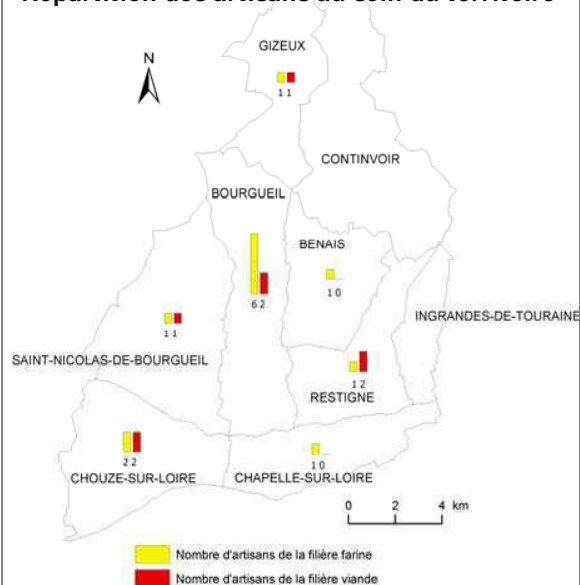 Répartition des artisans au sein du territoire
GIZEUX
N
1 1
CONTINVOIR
BOURGUEIL
BENAIS
6 2
1 0
INGRANDES-DE-TOURAINE
1 1
SAINT-NICOLAS-DE-BOURGUEIL
1 2
RESTIGNE
2 2
1 0
CHOUZE-SUR-LOIRE
CHAPELLE-SUR-LOIRE
0 2 4 km
Nombre d'artisans de la filière farine
Nombre d'artisans de la filière viande